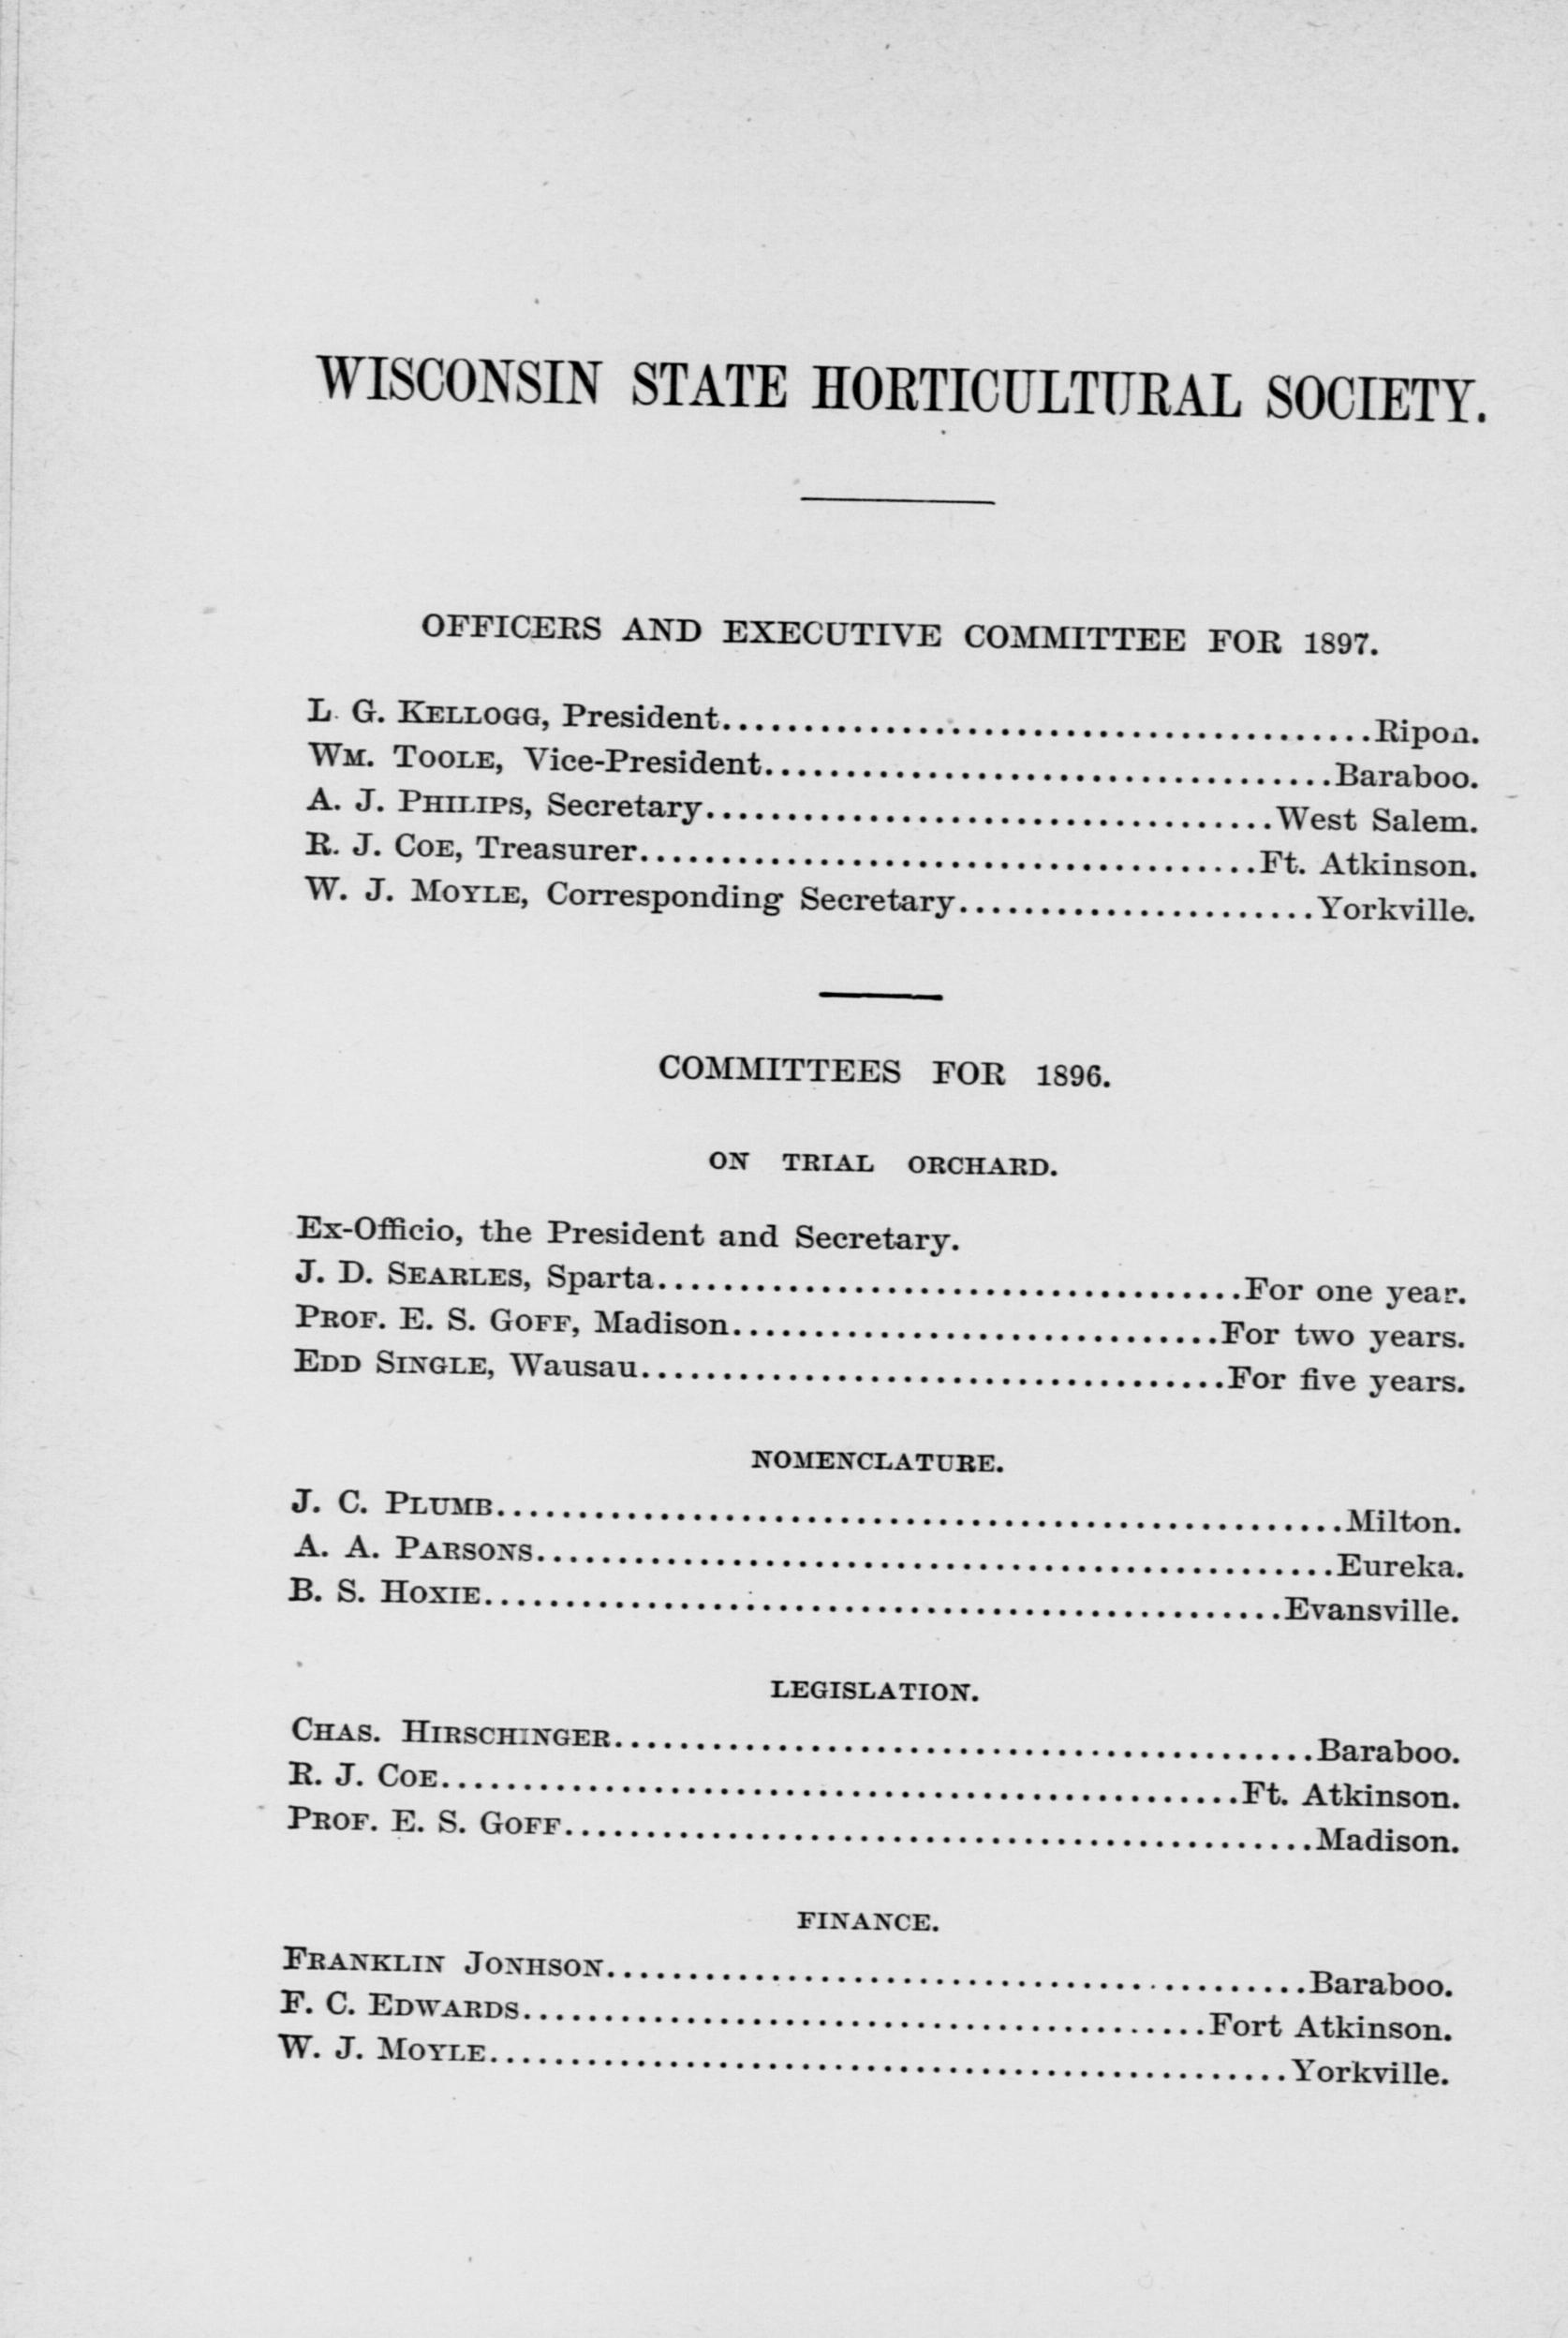 WISCONSIN STATE HORTICULTURAL SOCIETY.
OFFICERS AND EXECUTIVE COMMITTEE FOR 1897.
L. G. KELLOGG, President........................................Ripon.
WM. TOOLE, Vice-President...................................Baraboo.
A. J. PHILIPS, Secretary...................................West Salem.
R. J. COE, Treasurer......................................Ft. Atkinson.
W. J. MOYLE, Corresponding Secretary......................Yorkville.
COMMITTEES FOR 1896.
ON TRIAL ORCHARD.
Ex-Officio, the President and Secretary.
J. D. SEARLES, Sparta....................................For one year.
PROF. E. S. GOFF, Madison..............................For two years.
EDD SINGLE, Wausau....................................For five years.
NOMENCLATURE.
J. C. PLUMB....................................................Milton.
A. A. PARSONS.................................................Eureka.
B. S. HOXIE.................................................Evansville.
LEGISLATION.
CHAS. HIRSCHINGER...........................................Baraboo.
R. J. COE.................................................Ft. Atkinson.
PROF. E. S. GOFF..............................................Madison.
FINANCE.
FRANKLIN JONHSON...........................................Baraboo.
F. C. EDWARDS..........................................Fort Atkinson.
W. J. MOYLE.................................................Yorkville.